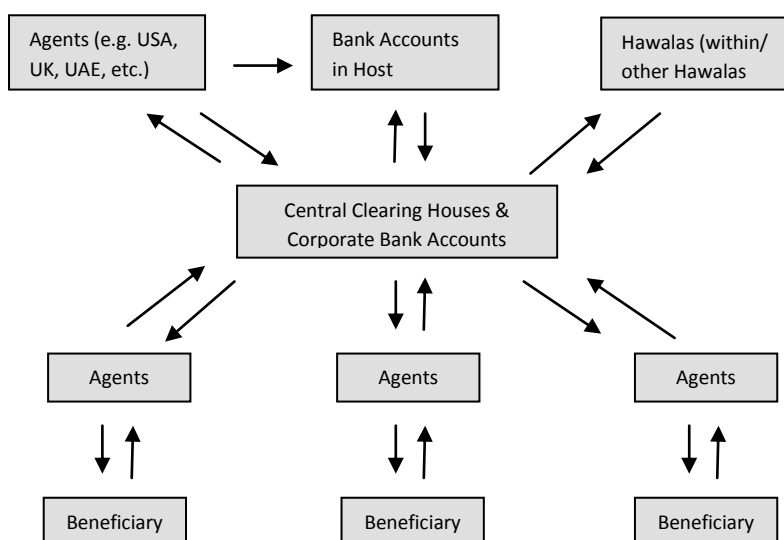 Agents (e.g. USA,
UK, UAE, etc.)
Bank Accounts
in Host
Hawalas (within/
other Hawalas
Central Clearing Houses &
Corporate Bank Accounts
Agents
Agents
Agents
Beneficiary
Beneficiary
Beneficiary